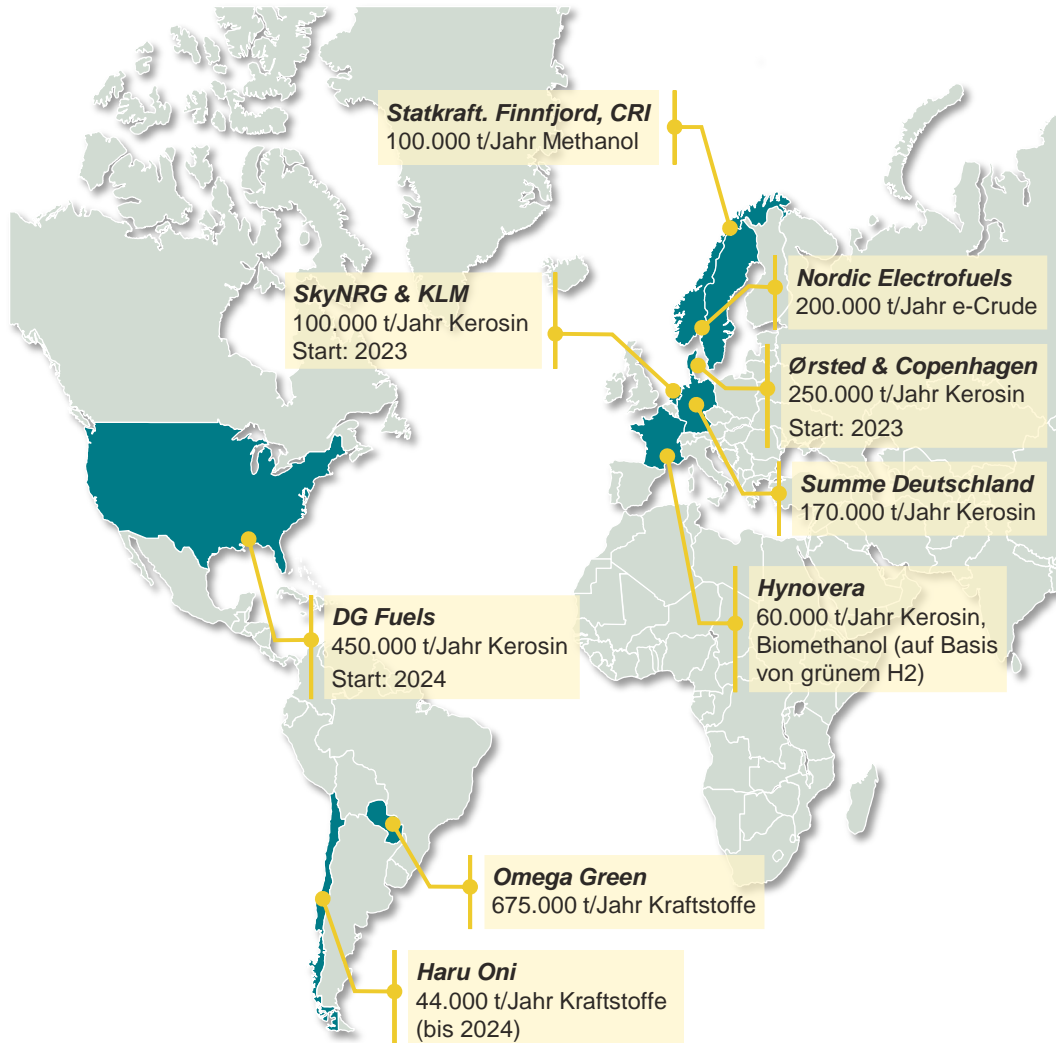 Statkraft. Finnfjord, CRI
100.000 t/Jahr Methanol
SkyNRG & KLM
100.000 t/Jahr Kerosin
Start: 2023
Nordic Electrofuels
200.000 t/Jahr e-Crude
Ørsted & Copenhagen
250.000 t/Jahr Kerosin
Start: 2023
Summe Deutschland
170.000 t/Jahr Kerosin
Hynovera
60.000 t/Jahr Kerosin,
Biomethanol (auf Basis
von grünem H2)
DG Fuels
450.000 t/Jahr Kerosin
Start: 2024
Omega Green
675.000 t/Jahr Kraftstoffe
Haru Oni
44.000 t/Jahr Kraftstoffe
(bis 2024)